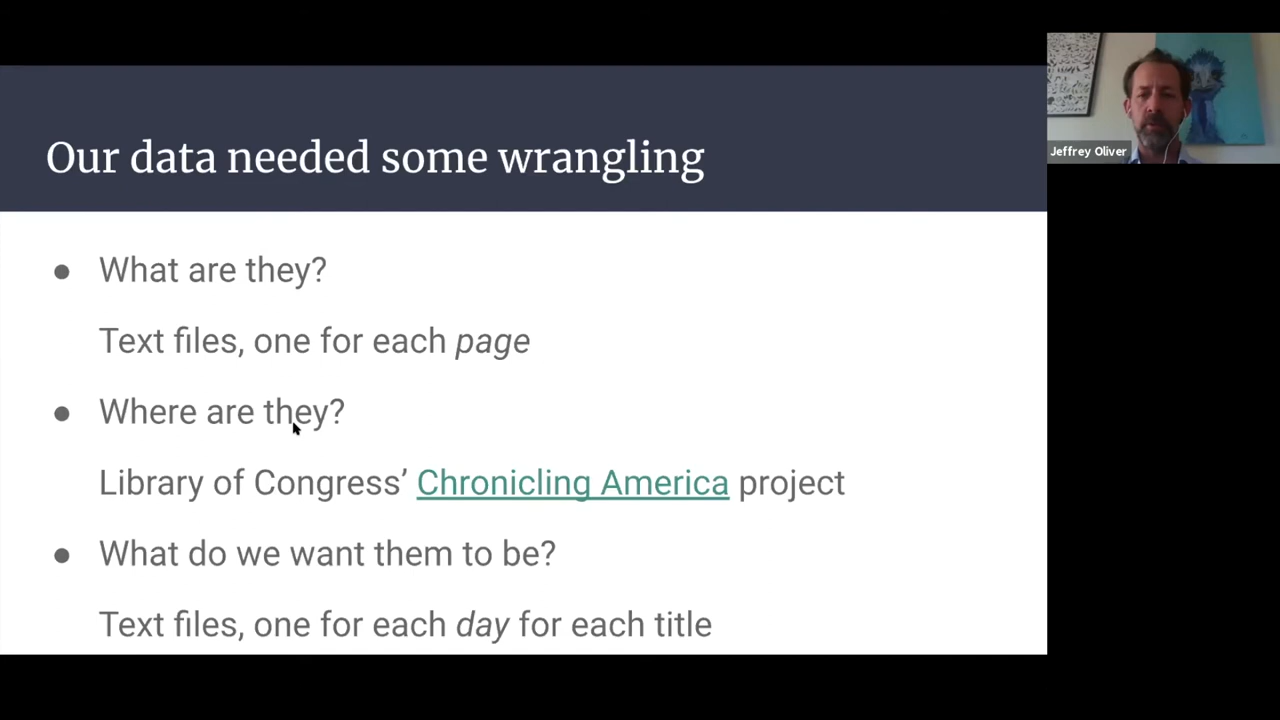 Our data needed some wrangling
● What are they?
Text files, one for each page
● Where are they?
Library of Congress’ Chronicling America project
● What do we want them to be?
Text files, one for each day for each title
Jeffrey Oliver